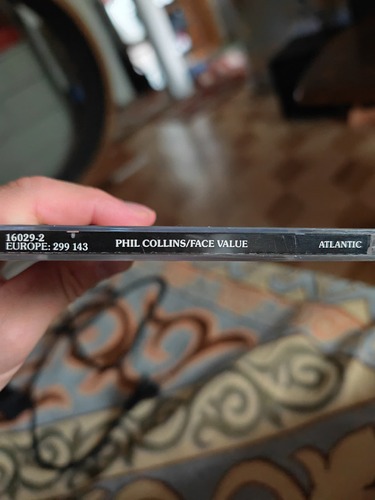 16029-2
EUROPE: 299 143
PHIL COLLINS/FACE VALUE
ATLANTIC